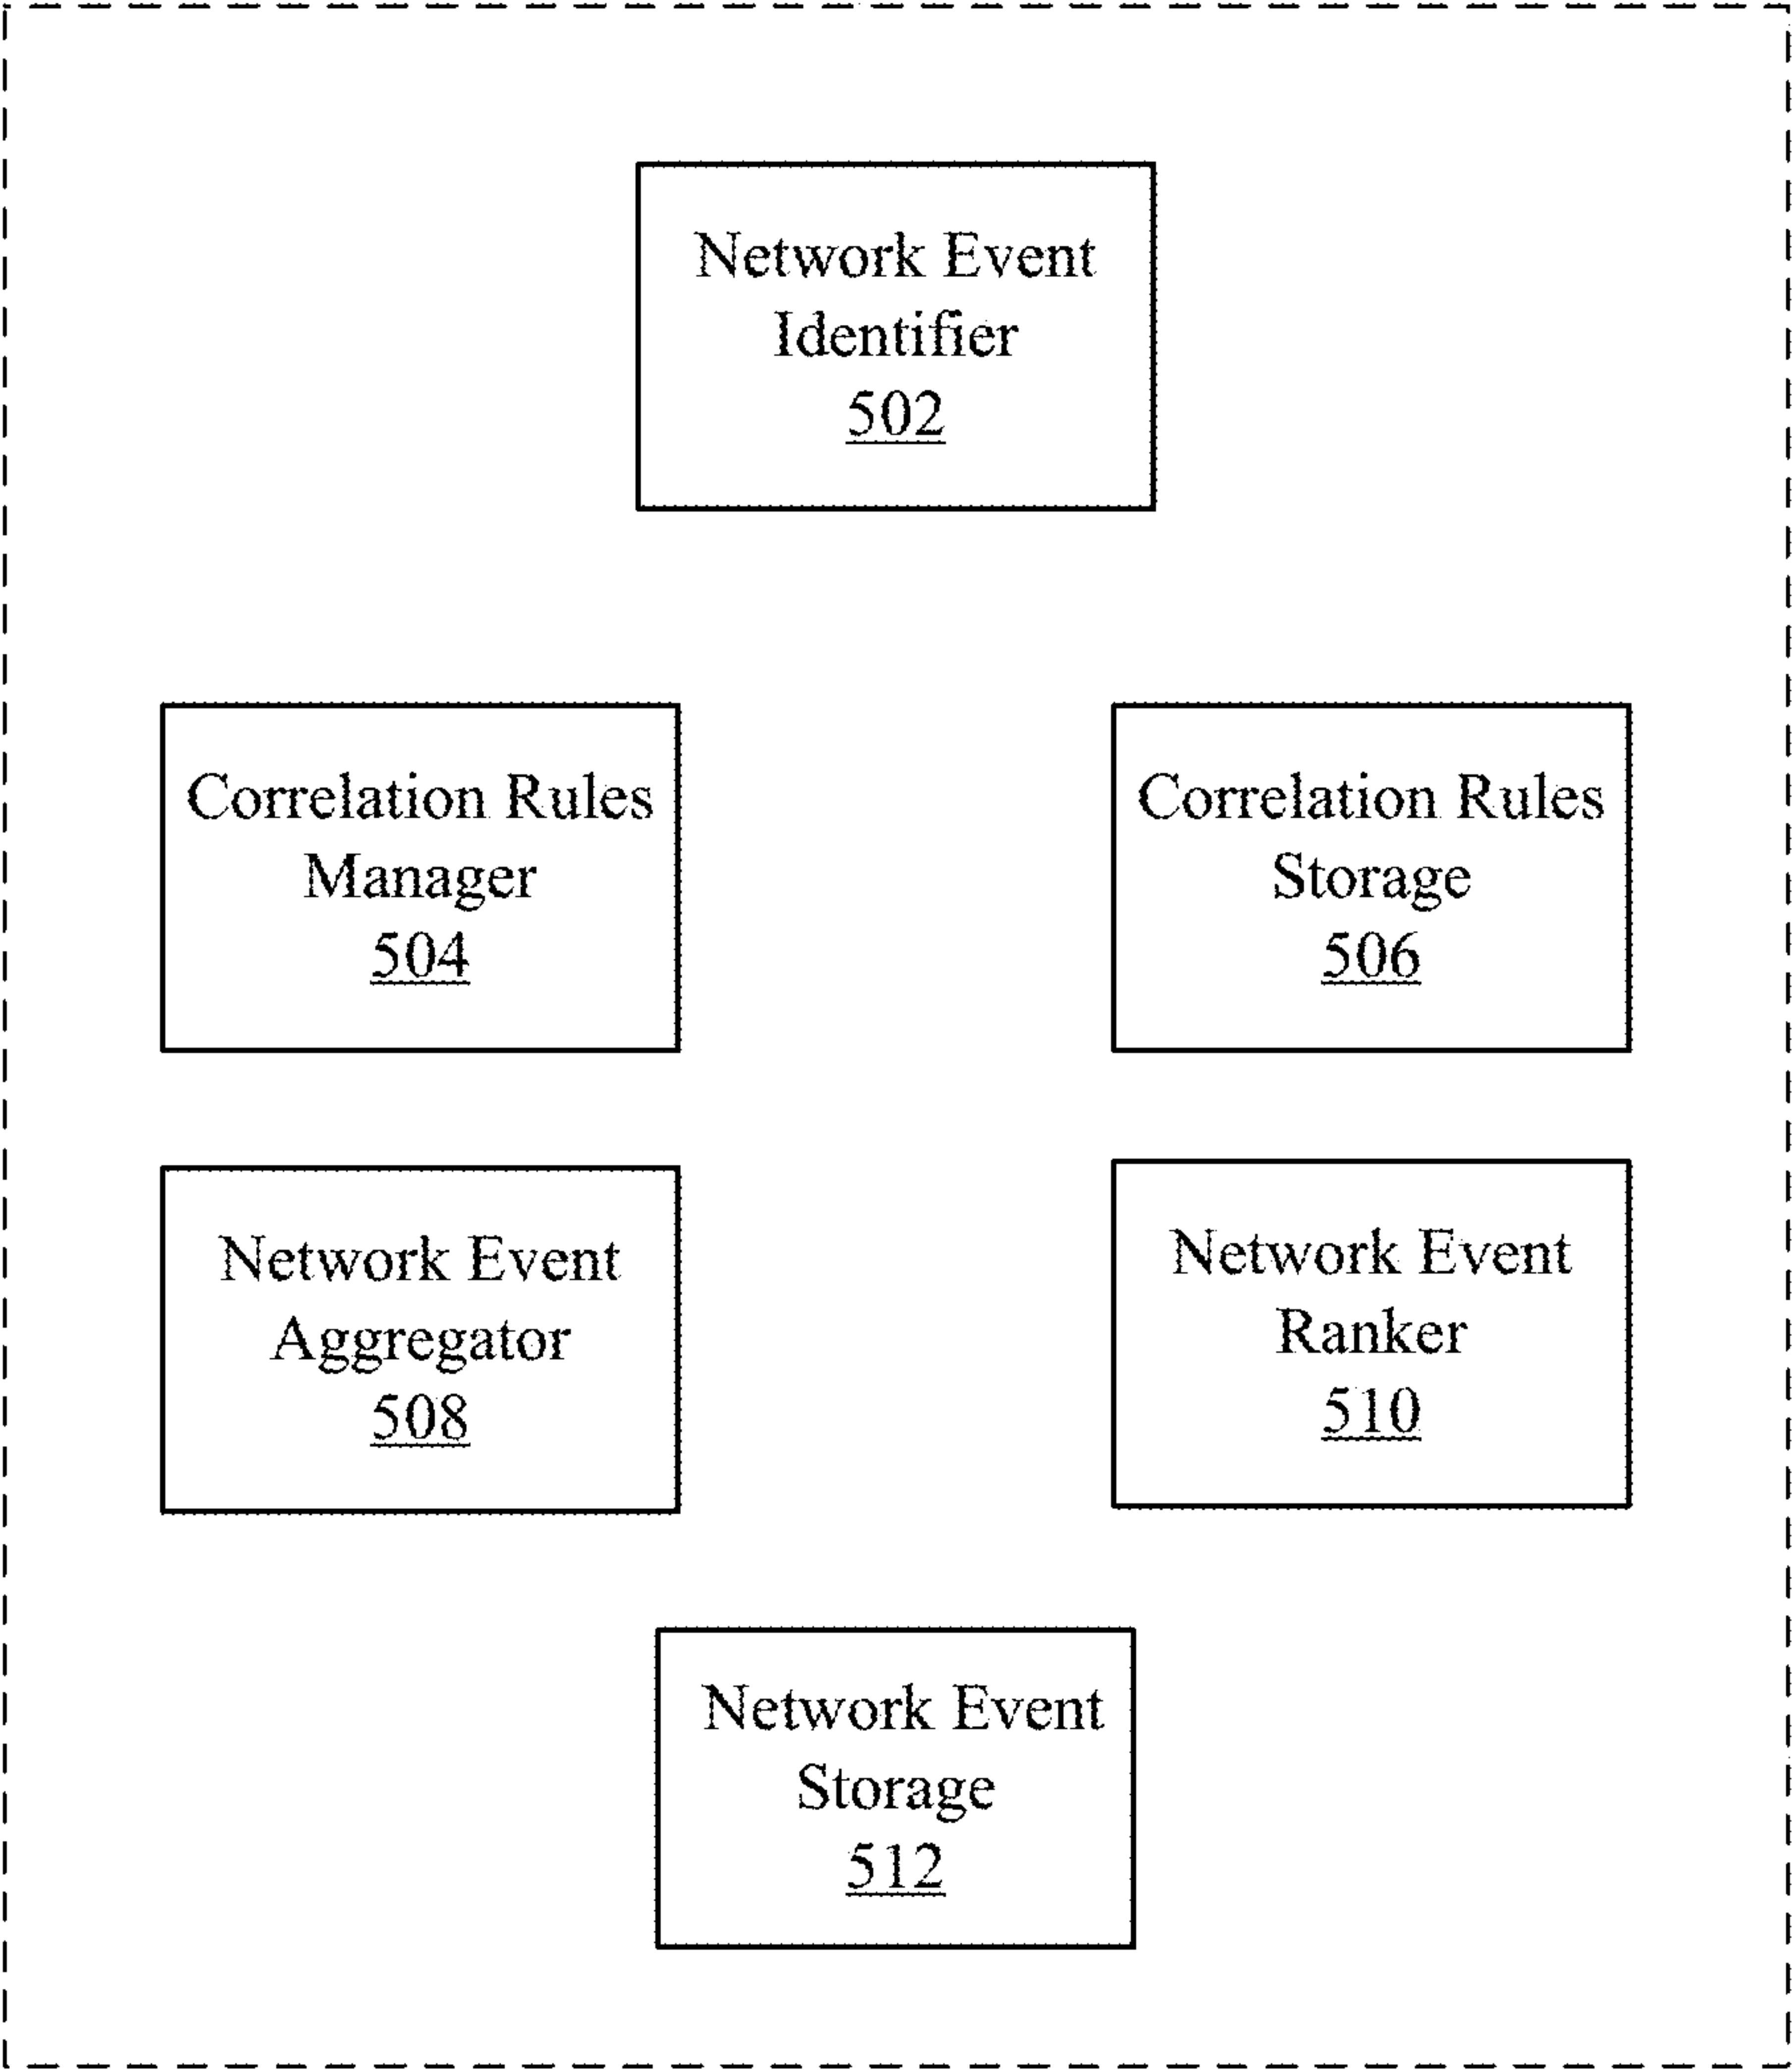 Network Event
Identifier
502
Correlation Rules
Manager
504
Correlation Rules
Storage
506
Network Event
Aggregator
508
Network Event
Ranker
510
Network Event
Storage
512